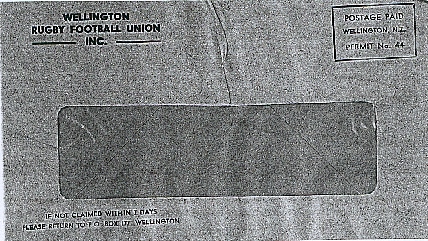 WELLINGTON
RUGBY FOOTBALL UNION
INC.
POSTAGE PAID
WELLINGTON, N.Z.
PERMIT No. 44
IF NOT CLAIMED WITHIN 7 DAYS
PLEASE RETURN TO P.O. BOX WELLINGTON